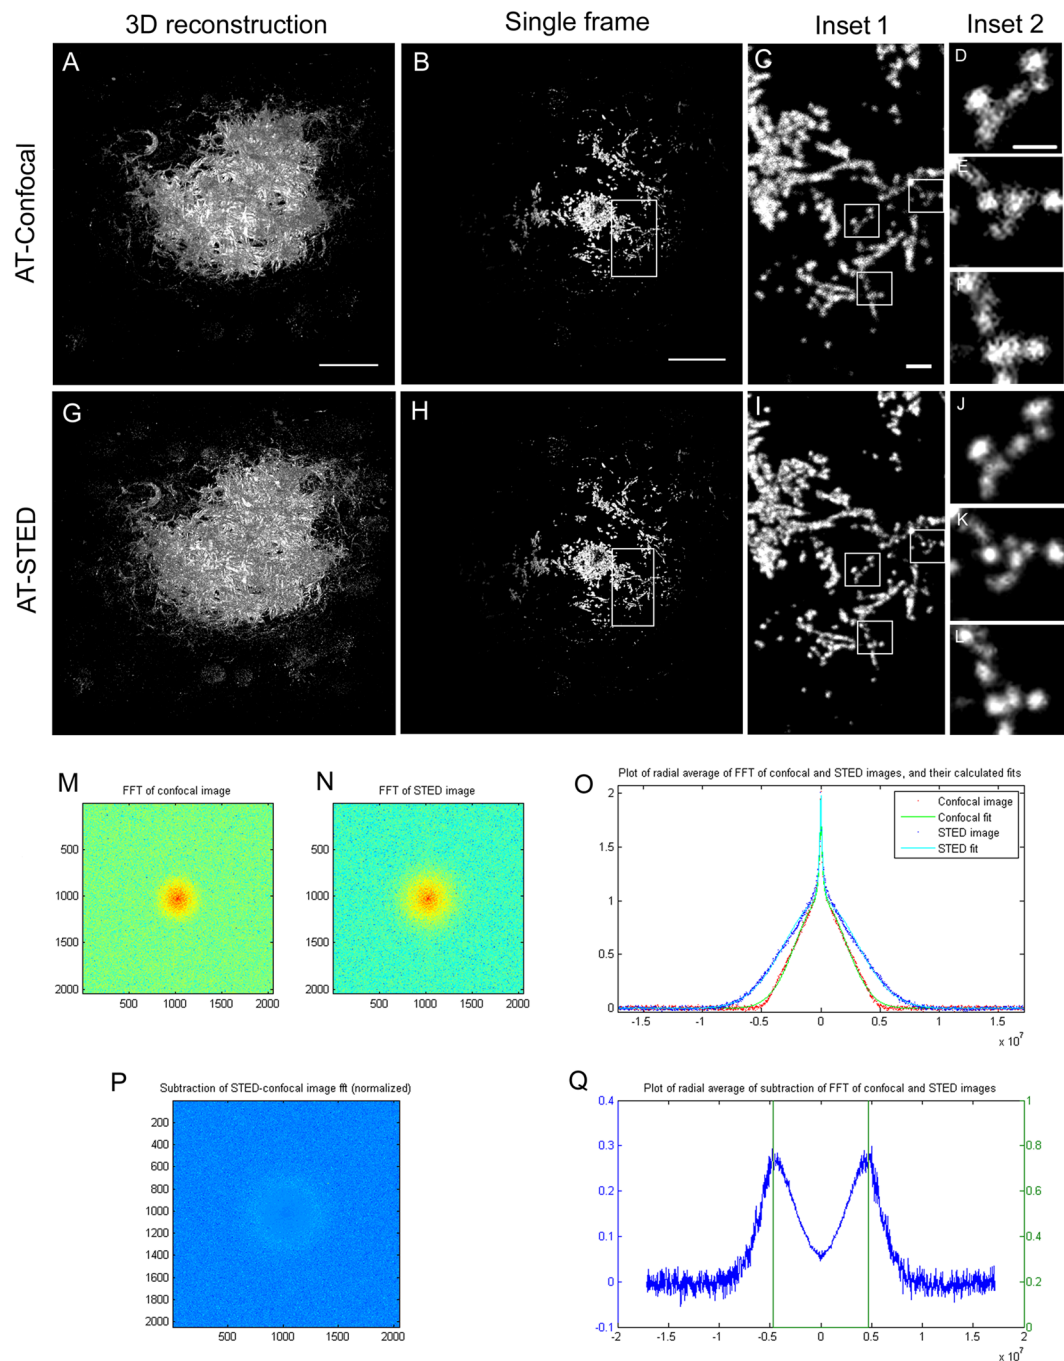 3D reconstruction
Single frame
Inset 1
Inset 2
AT-Confocal
A
B
C
D
E
F
AT-STED
G
H
I
J
K
L
M
FFT of confocal image
500
1000
1500
2000
500 1000 1500 2000
N
FFT of STED image
500
1000
1500
2000
500 1000 1500 2000
O
Plot of radial average of FFT of confocal and STED images, and their calculated fits
Confocal image
Confocal fit
STED image
STED fit
2
1.5
1
0.5
0
-1.5 -1 -0.5 0 0.5 1 1.5
x 10^7
P
Subtraction of STED-confocal image fft (normalized)
200
400
600
800
1000
1200
1400
1600
1800
2000
500 1000 1500 2000
Q
Plot of radial average of subtraction of FFT of confocal and STED images
0.4
0.3
0.2
0.1
0
-0.1
1
0.8
0.6
0.4
0.2
0
-2 -1.5 -1 -0.5 0 0.5 1 1.5 2
x 10^7